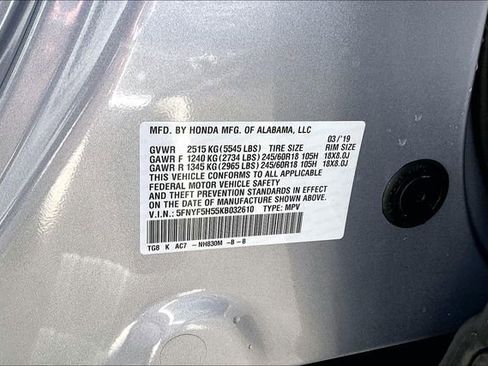 MFD. BY HONDA MFG. OF ALABAMA, LLC
GVWR 2515 KG (5545 LBS) TIRE SIZE 03/'19 RIM SIZE
GAWR F 1240 KG (2734 LBS) 245/60R18 105H 18X8.0J
GAWR R 1345 KG (2965 LBS) 245/60R18 105H 18X8.0J
THIS VEHICLE CONFORMS TO ALL APPLICABLE
FEDERAL MOTOR VEHICLE SAFETY
AND THEFT PREVENTION STANDARDS IN EFFECT
ON THE DATE OF MANUFACTURE SHOWN ABOVE.
V.I.N.: 5FNYF5H55KB032610 TYPE: MPV
TG8 K AC7 -NH830M -B -B